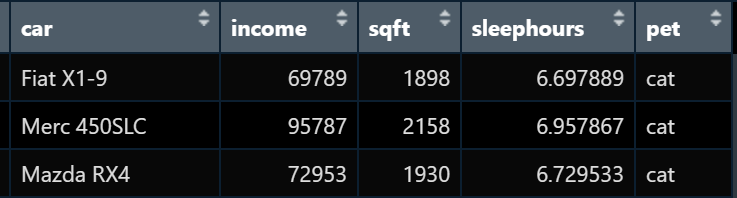 car income sqft sleephours pet
Fiat X1-9 69789 1898 6.697889 cat
Merc 450SLC 95787 2158 6.957867 cat
Mazda RX4 72953 1930 6.729533 cat